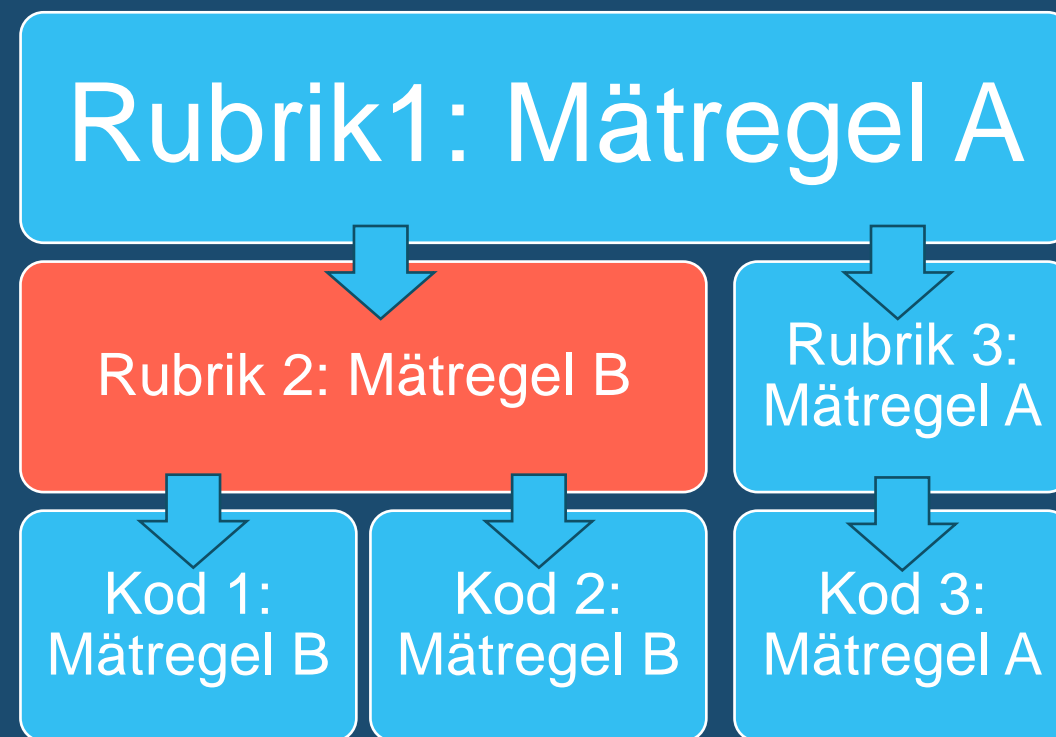 Rubrik1: Mätregel A
Rubrik 2: Mätregel B
Rubrik 3:
Mätregel A
Kod 1:
Mätregel B
Kod 2:
Mätregel B
Kod 3:
Mätregel A